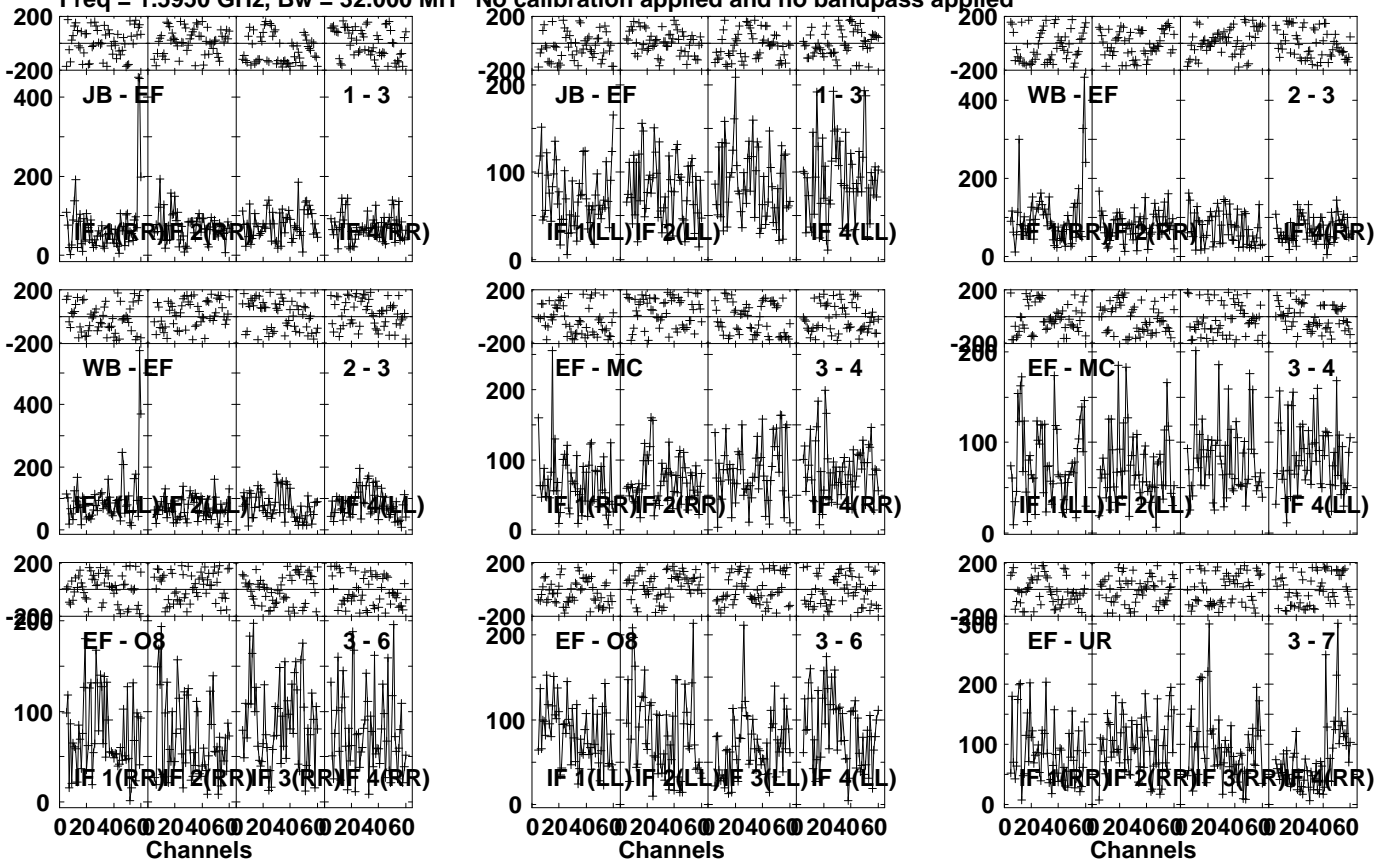 Freq = 1.5950 GHz, Bw = 32.000 MH No calibration applied and no bandpass applied
200
-200
400
200
0
JB - EF
1 - 3
IF 1(RR)
IF 2(RR)
IF 4(RR)
200
-200
200
100
0
JB - EF
1 - 3
IF 1(LL)
IF 2(LL)
IF 4(LL)
200
-200
400
200
0
WB - EF
2 - 3
IF 1(RR)
IF 2(RR)
IF 4(RR)
200
-200
400
200
0
WB - EF
2 - 3
IF 1(LL)
IF 2(LL)
IF 4(LL)
200
-200
200
100
0
EF - MC
3 - 4
IF 1(RR)
IF 2(RR)
IF 4(RR)
200
-200
200
100
0
EF - MC
3 - 4
IF 1(LL)
IF 2(LL)
IF 4(LL)
200
-200
200
100
0
EF - O8
3 - 6
IF 1(RR)
IF 2(RR)
IF 3(RR)
IF 4(RR)
0 20 40 60 0 20 40 60 0 20 40 60 0 20 40 60
Channels
200
-200
200
100
0
EF - O8
3 - 6
IF 1(LL)
IF 2(LL)
IF 3(LL)
IF 4(LL)
0 20 40 60 0 20 40 60 0 20 40 60 0 20 40 60
Channels
200
-200
300
200
100
0
EF - UR
3 - 7
IF 1(RR)
IF 2(RR)
IF 3(RR)
IF 4(RR)
0 20 40 60 0 20 40 60 0 20 40 60 0 20 40 60
Channels